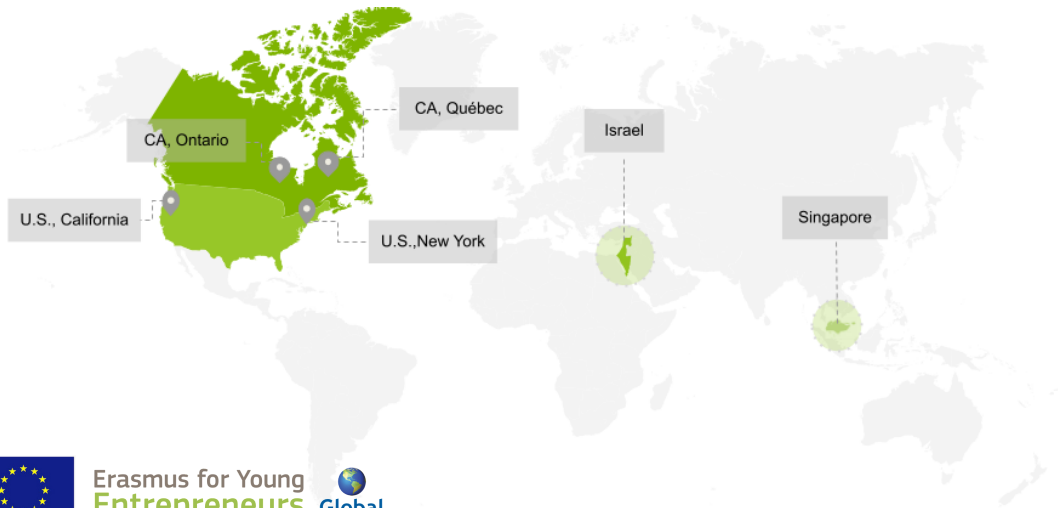 CA, Québec
CA, Ontario
Israel
U.S., California
U.S.,New York
Singapore
Erasmus for Young
Entrepreneurs Global